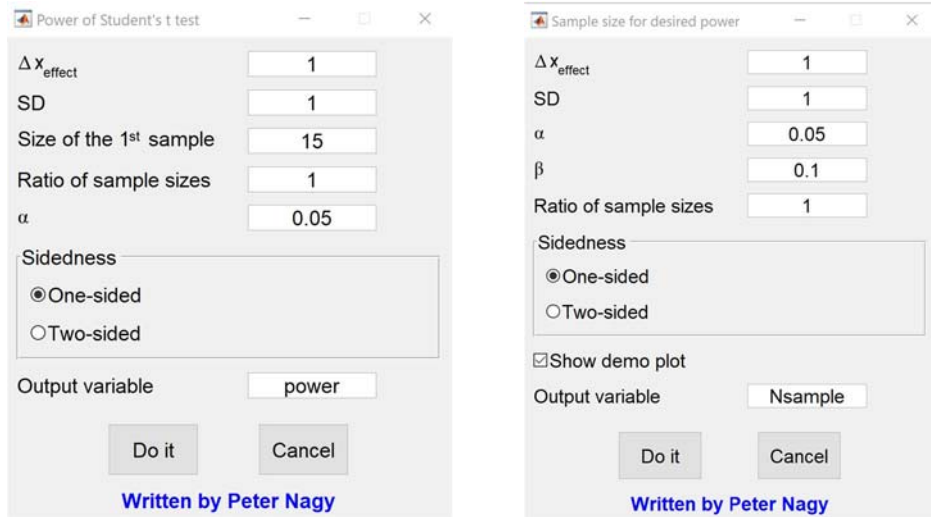 Power of Student's t test
Δ x effect 1
SD 1
Size of the 1st sample 15
Ratio of sample sizes 1
α 0.05
Sidedness
One-sided
Two-sided
Output variable power
Do it Cancel
Written by Peter Nagy
Sample size for desired power
Δ x effect 1
SD 1
α 0.05
β 0.1
Ratio of sample sizes 1
Sidedness
One-sided
Two-sided
Show demo plot
Output variable Nsample
Do it Cancel
Written by Peter Nagy